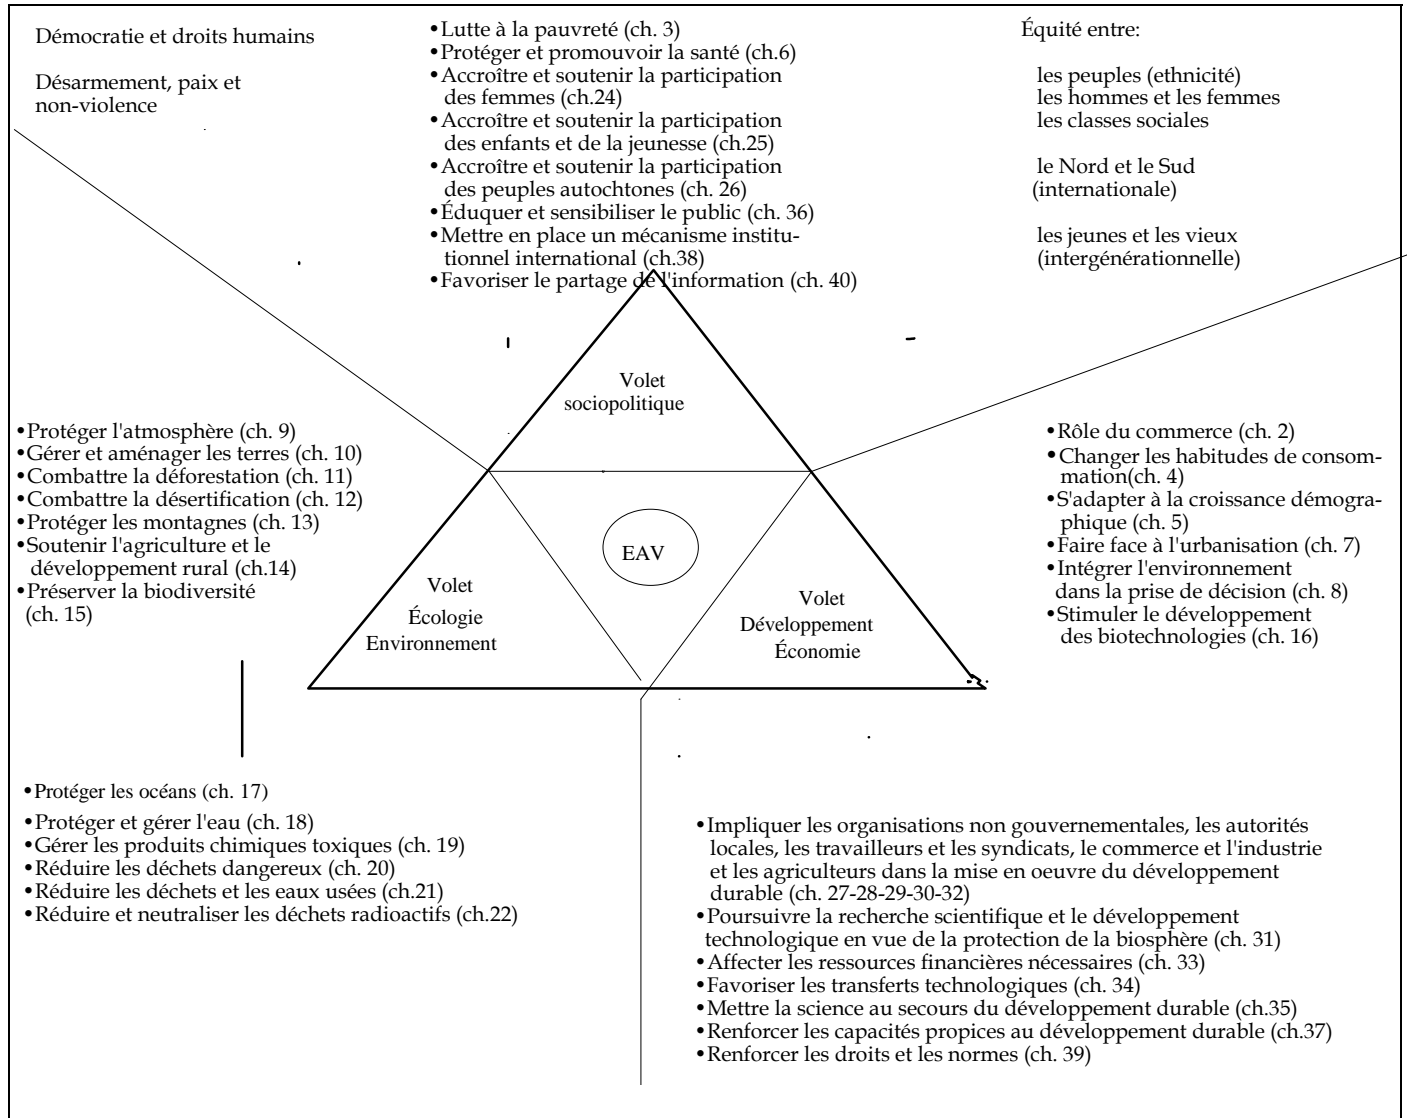 Démocratie et droits humains
Désarmement, paix et
non-violence
•Lutte à la pauvreté (ch. 3)
•Protéger et promouvoir la santé (ch.6)
•Accroître et soutenir la participation
des femmes (ch.24)
•Accroître et soutenir la participation
des enfants et de la jeunesse (ch.25)
•Accroître et soutenir la participation
des peuples autochtones (ch. 26)
•Éduquer et sensibiliser le public (ch. 36)
•Mettre en place un mécanisme institu-
tionnel international (ch.38)
•Favoriser le partage de l'information (ch. 40)
Équité entre:
les peuples (ethnicité)
les hommes et les femmes
les classes sociales
le Nord et le Sud
(internationale)
les jeunes et les vieux
(intergénérationnelle)
Volet
sociopolitique
•Protéger l'atmosphère (ch. 9)
•Gérer et aménager les terres (ch. 10)
•Combattre la déforestation (ch. 11)
•Combattre la désertification (ch. 12)
•Protéger les montagnes (ch. 13)
•Soutenir l'agriculture et le
développement rural (ch.14)
•Préserver la biodiversité
(ch. 15)
EAV
Volet
Écologie
Environnement
Volet
Développement
Économie
•Rôle du commerce (ch. 2)
•Changer les habitudes de consom-
mation(ch. 4)
•S'adapter à la croissance démogra-
phique (ch. 5)
•Faire face à l'urbanisation (ch. 7)
•Intégrer l'environnement
dans la prise de décision (ch. 8)
•Stimuler le développement
des biotechnologies (ch. 16)
•Protéger les océans (ch. 17)
•Protéger et gérer l'eau (ch. 18)
•Gérer les produits chimiques toxiques (ch. 19)
•Réduire les déchets dangereux (ch. 20)
•Réduire les déchets et les eaux usées (ch.21)
•Réduire et neutraliser les déchets radioactifs (ch.22)
•Impliquer les organisations non gouvernementales, les autorités
locales, les travailleurs et les syndicats, le commerce et l'industrie
et les agriculteurs dans la mise en oeuvre du développement
durable (ch. 27-28-29-30-32)
•Poursuivre la recherche scientifique et le développement
technologique en vue de la protection de la biosphère (ch. 31)
•Affecter les ressources financières nécessaires (ch. 33)
•Favoriser les transferts technologiques (ch. 34)
•Mettre la science au secours du développement durable (ch.35)
•Renforcer les capacités propices au développement durable (ch.37)
•Renforcer les droits et les normes (ch. 39)